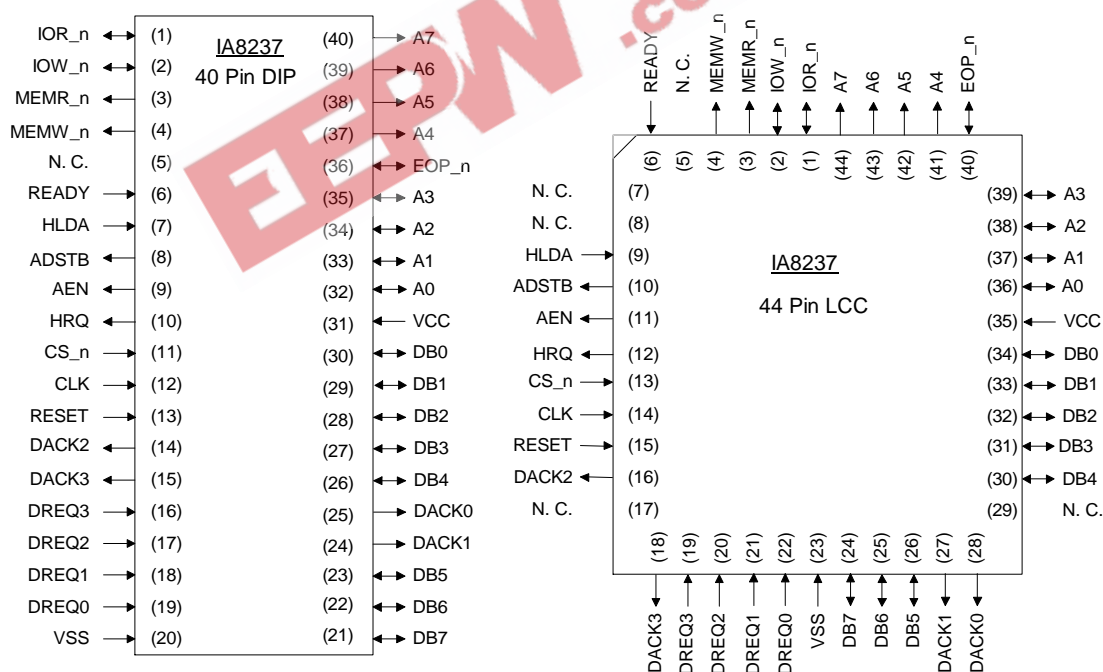 IA8237
40 Pin DIP
IOR_n (1)
IOW_n (2)
MEMR_n (3)
MEMW_n (4)
N. C. (5)
READY (6)
HLDA (7)
ADSTB (8)
AEN (9)
HRQ (10)
CS_n (11)
CLK (12)
RESET (13)
DACK2 (14)
DACK3 (15)
DREQ3 (16)
DREQ2 (17)
DREQ1 (18)
DREQ0 (19)
VSS (20)
(40) A7
(39) A6
(38) A5
(37) A4
(36) EOP_n
(35) A3
(34) A2
(33) A1
(32) A0
(31) VCC
(30) DB0
(29) DB1
(28) DB2
(27) DB3
(26) DB4
(25) DACK0
(24) DACK1
(23) DB5
(22) DB6
(21) DB7
EEPW.c
READY (6)
N. C. (5)
MEMW_n (4)
MEMR_n (3)
IOW_n (2)
IOR_n (1)
A7 (44)
A6 (43)
A5 (42)
A4 (41)
EOP_n (40)
N. C. (7)
N. C. (8)
HLDA (9)
ADSTB (10)
AEN (11)
HRQ (12)
CS_n (13)
CLK (14)
RESET (15)
DACK2 (16)
N. C. (17)
IA8237
44 Pin LCC
(39) A3
(38) A2
(37) A1
(36) A0
(35) VCC
(34) DB0
(33) DB1
(32) DB2
(31) DB3
(30) DB4
(29) N. C.
(18) DACK3
(19) DREQ3
(20) DREQ2
(21) DREQ1
(22) DREQ0
(23) VSS
(24) DB7
(25) DB6
(26) DB5
(27) DACK1
(28) DACK0